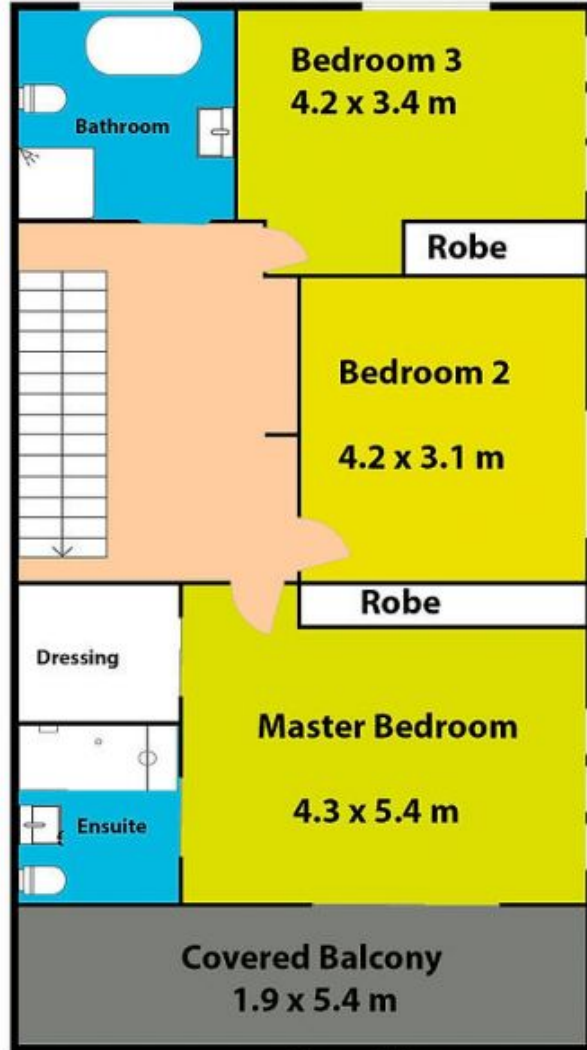 Bedroom 3
4.2 x 3.4 m
Bathroom
Robe
Bedroom 2
4.2 x 3.1 m
Robe
Dressing
Master Bedroom
4.3 x 5.4 m
Ensuite
Covered Balcony
1.9 x 5.4 m